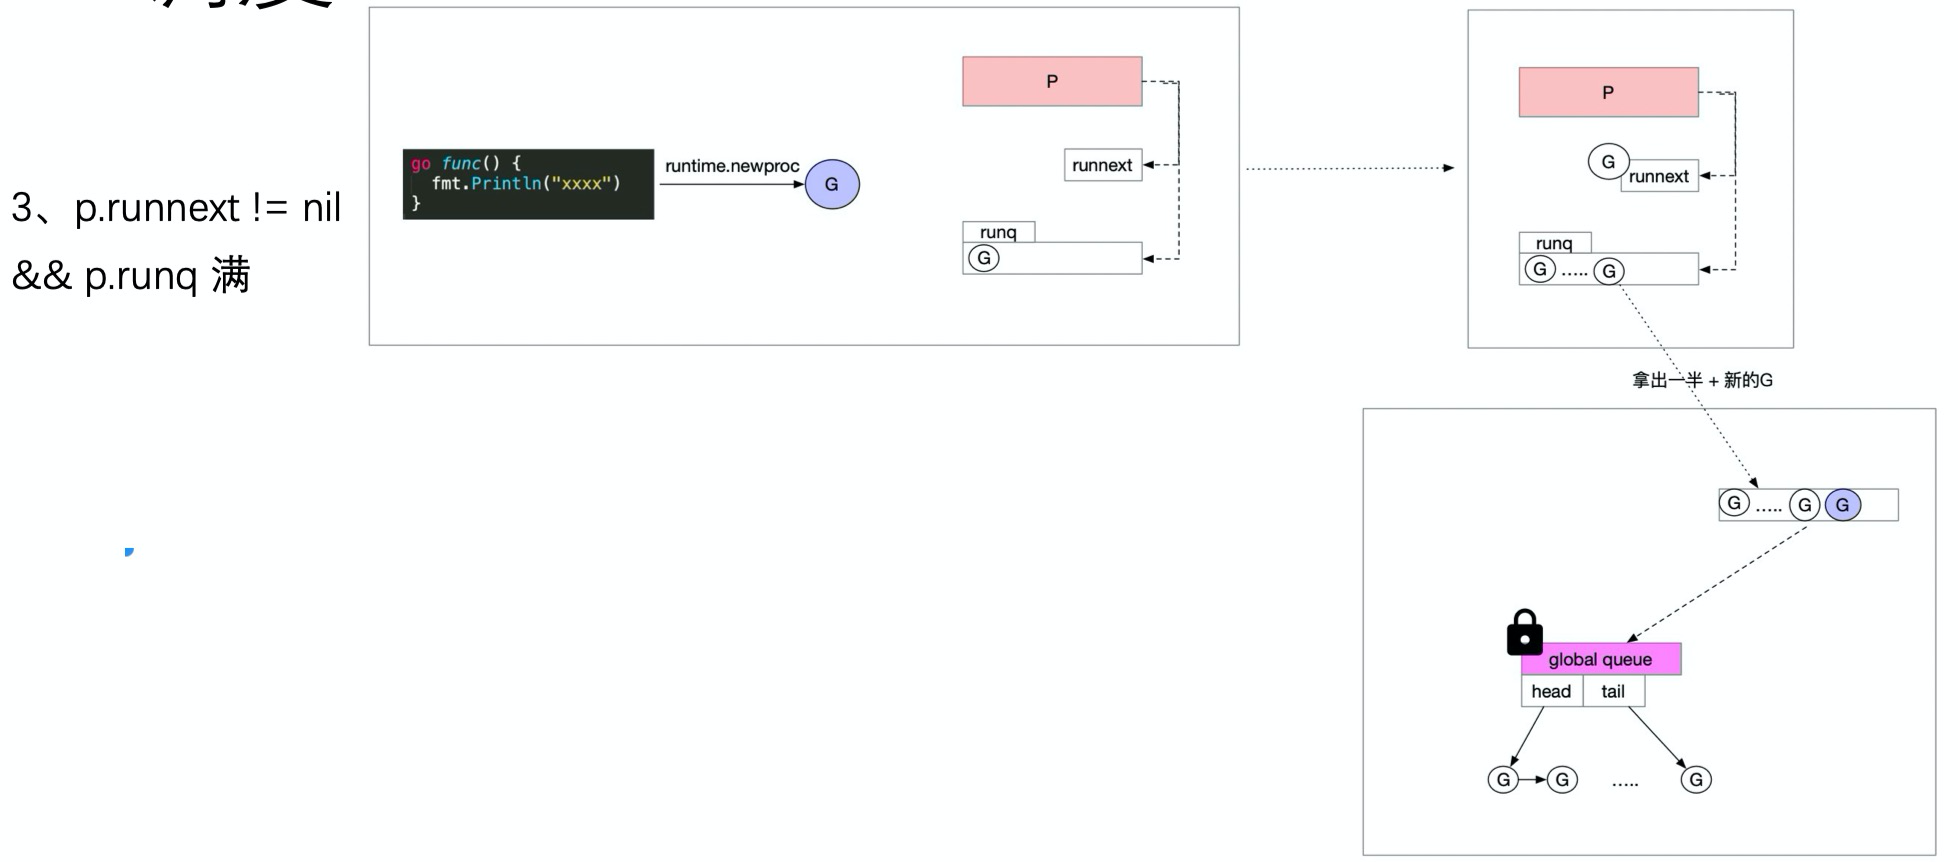 3、p.runnext != nil
&& p.runq 满
go func() {
fmt.Println("xxxx")
}
runtime.newproc
G
P
runnext
runq
G
P
G
runnext
runq
G ..... G
拿出一半 + 新的G
G ..... G G
global queue
head tail
G G ..... G